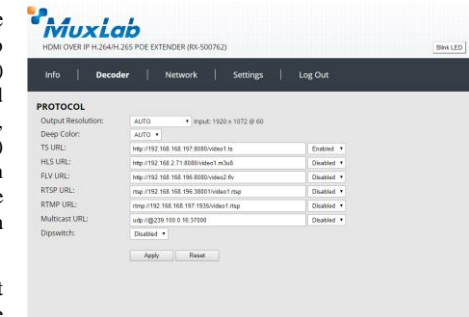 MuxLab
HDMI OVER IP H.264/H.265 POE EXTENDER (RX-500762)
Blink LED
Info | Decoder | Network | Settings | Log Out
PROTOCOL
Output Resolution: AUTO Input: 1920 x 1072 @ 60
Deep Color: AUTO
TS URL: http://192.168.168.197:8080/video1.ts Enabled
HLS URL: http://192.168.2.71:8080/video1.m3u8 Disabled
FLV URL: http://192.168.168.196:8080/video2.flv Disabled
RTSP URL: rtsp://192.168.168.196:38001/video1.rtsp Disabled
RTMP URL: rtmp://192.168.168.197:1935/video1.rtsp Disabled
Multicast URL: udp://@239.100.0.16:37000 Disabled
Dipswitch: Disabled
Apply Reset